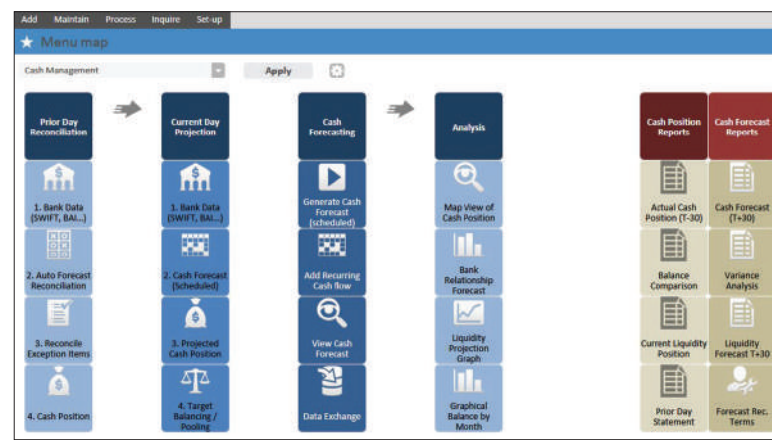 Add Maintain Process Inquire Set-up
Menu map
Cash Management
Apply
Prior Day
Reconciliation
1. Bank Data
(SWIFT, BAI...)
2. Auto Forecast
Reconciliation
3. Reconcile
Exception Items
4. Cash Position
Current Day
Projection
1. Bank Data
(SWIFT, BAI...)
2. Cash Forecast
(Scheduled)
3. Projected
Cash Position
4. Target
Balancing /
Pooling
Cash
Forecasting
Generate Cash
Forecast
(scheduled)
Add Recurring
Cash flow
View Cash
Forecast
Data Exchange
Analysis
Map View of
Cash Position
Bank
Relationship
Forecast
Liquidity
Projection
Graph
Graphical
Balance by
Month
Cash Position
Reports
Actual Cash
Position (T-30)
Balance
Comparison
Current Liquidity
Position
Prior Day
Statement
Cash Forecast
Reports
Cash Forecast
(T+30)
Variance
Analysis
Liquidity
Forecast T+30
Forecast Rec.
Terms